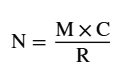 N = M × C / R